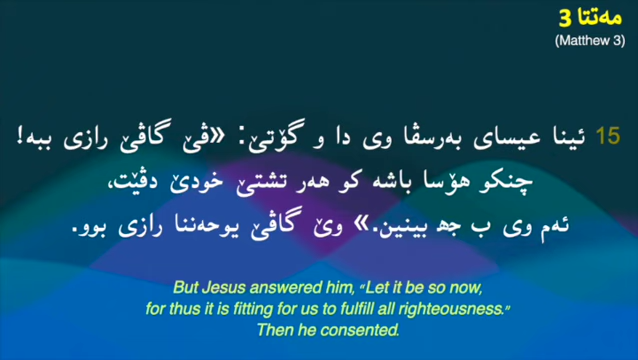 مەتتا 3
(Matthew 3)
15 ئینا عیسای بەرسڤا وی دا و گۆتێ: «ڤێ گاڤێ رازی ببە!
چنکو هۆسا باشە کو هەر تشتێ خودێ دڤێت،
ئەم وی ب جهـ بینین.» وێ گاڤێ یوحەننا رازی بوو.
But Jesus answered him, “Let it be so now,
for thus it is fitting for us to fulfill all righteousness.”
Then he consented.